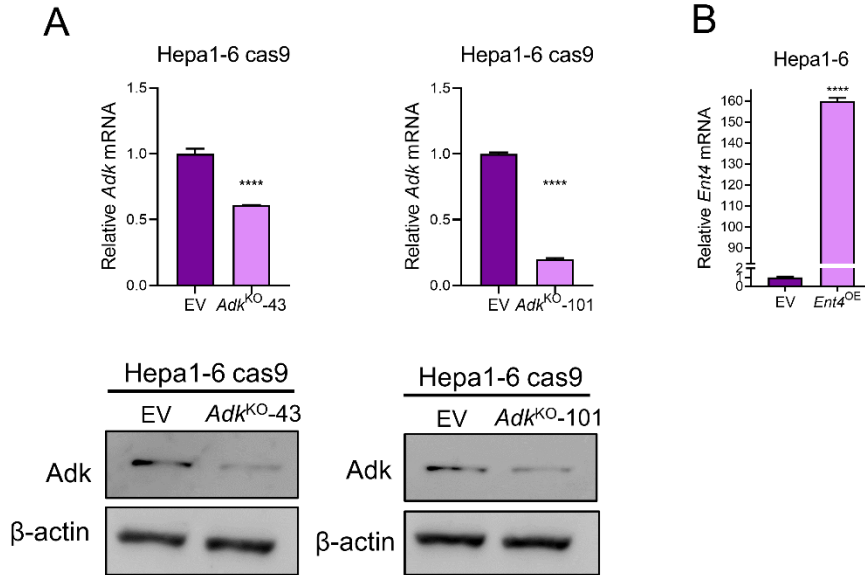 A
Hepa1-6 cas9
Relative Adk mRNA
1.5
1.0
0.5
0.0
****
EV AdkKO-43
Hepa1-6 cas9
Relative Adk mRNA
1.5
1.0
0.5
0.0
****
EV AdkKO-101
B
Hepa1-6
Relative Ent4 mRNA
160
150
140
130
120
110
100
90
2
1
0
****
EV Ent4OE
Hepa1-6 cas9
EV AdkKO-43
Adk
β-actin
Hepa1-6 cas9
EV AdkKO-101
Adk
β-actin